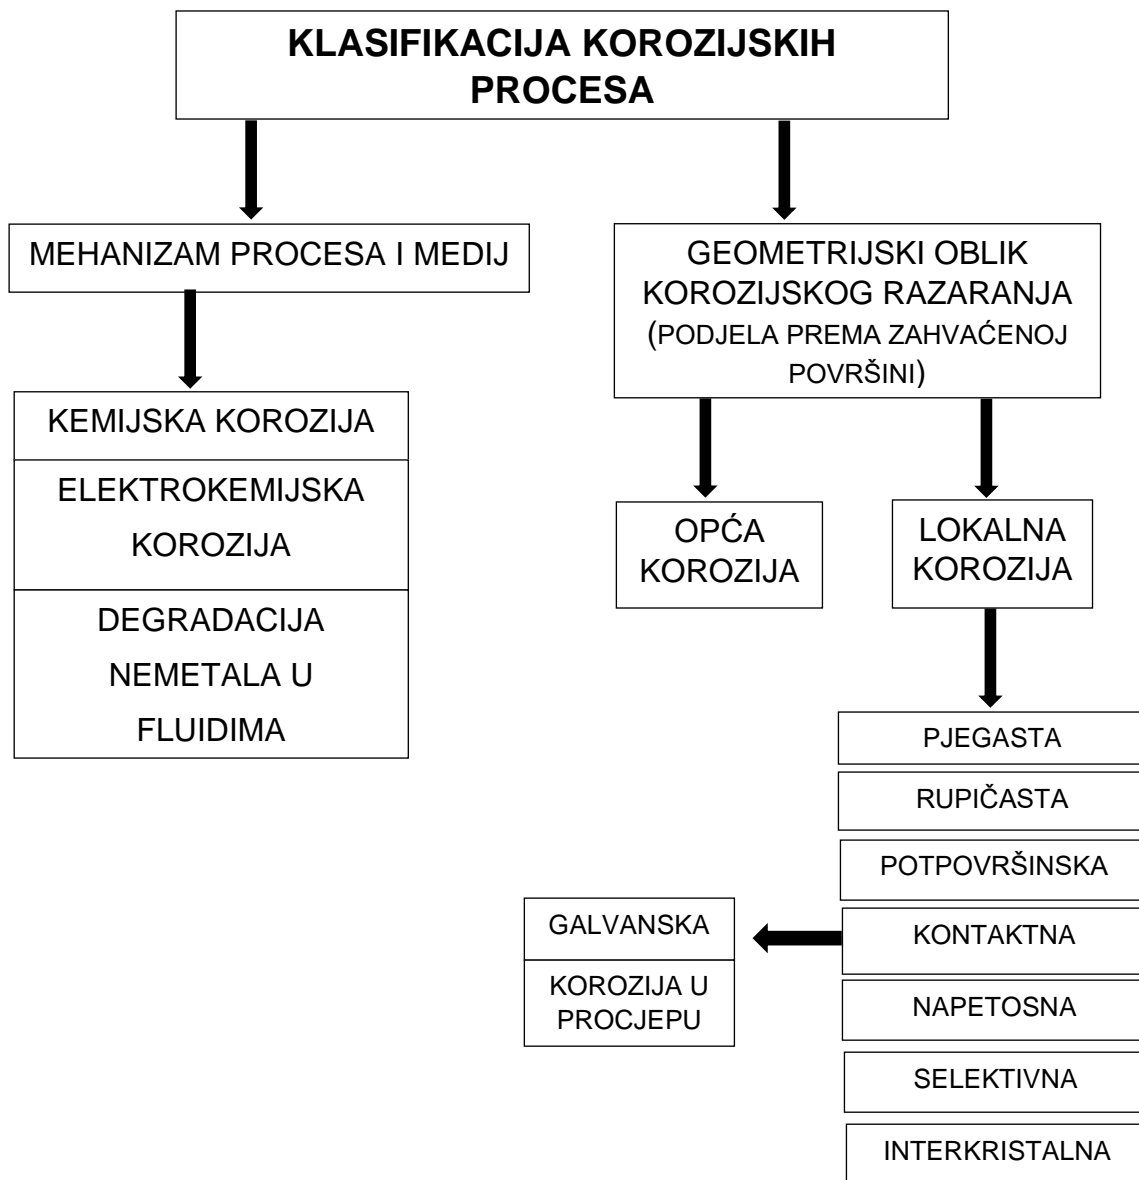 KLASIFIKACIJA KOROZIJSKIH
PROCESA
MEHANIZAM PROCESA I MEDIJ
KEMIJSKA KOROZIJA
ELEKTROKEMIJSKA
KOROZIJA
DEGRADACIJA
NEMETALA U
FLUIDIMA
GEOMETRIJSKI OBLIK
KOROZIJSKOG RAZARANJA
(PODJELA PREMA ZAHVAĆENOJ
POVRŠINI)
OPĆA
KOROZIJA
LOKALNA
KOROZIJA
PJEGASTA
RUPIČASTA
POTPOVRŠINSKA
KONTAKTNA
GALVANSKA
KOROZIJA U
PROCJEPU
NAPETOSNA
SELEKTIVNA
INTERKRISTALNA